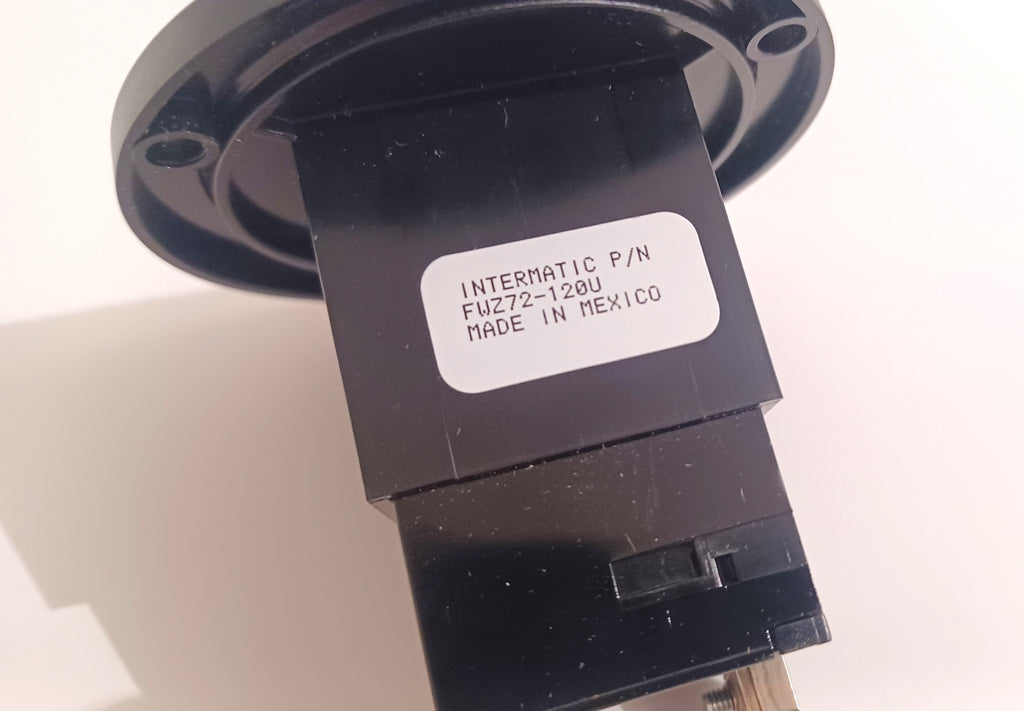 INTERMATIC P/N
FWZ72-120U
MADE IN MEXICO